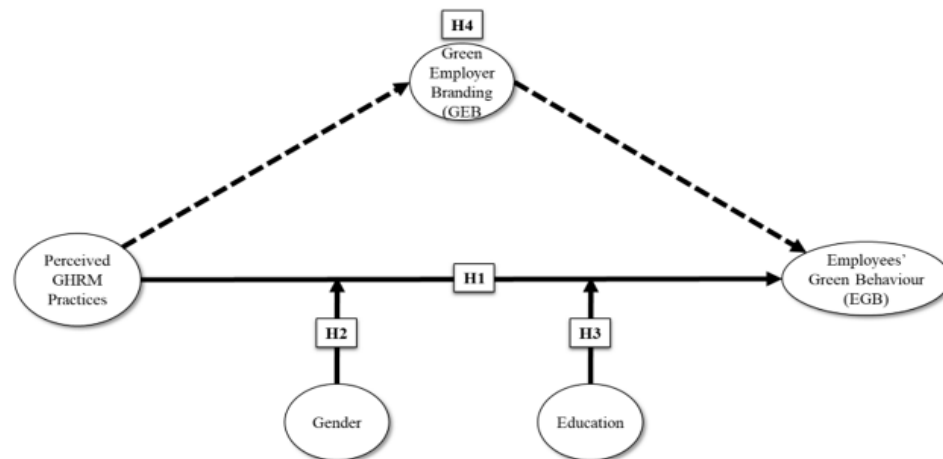 H4
Green
Employer
Branding
(GEB
Perceived
GHRM
Practices
H1
Employees'
Green Behaviour
(EGB)
H2
H3
Gender
Education